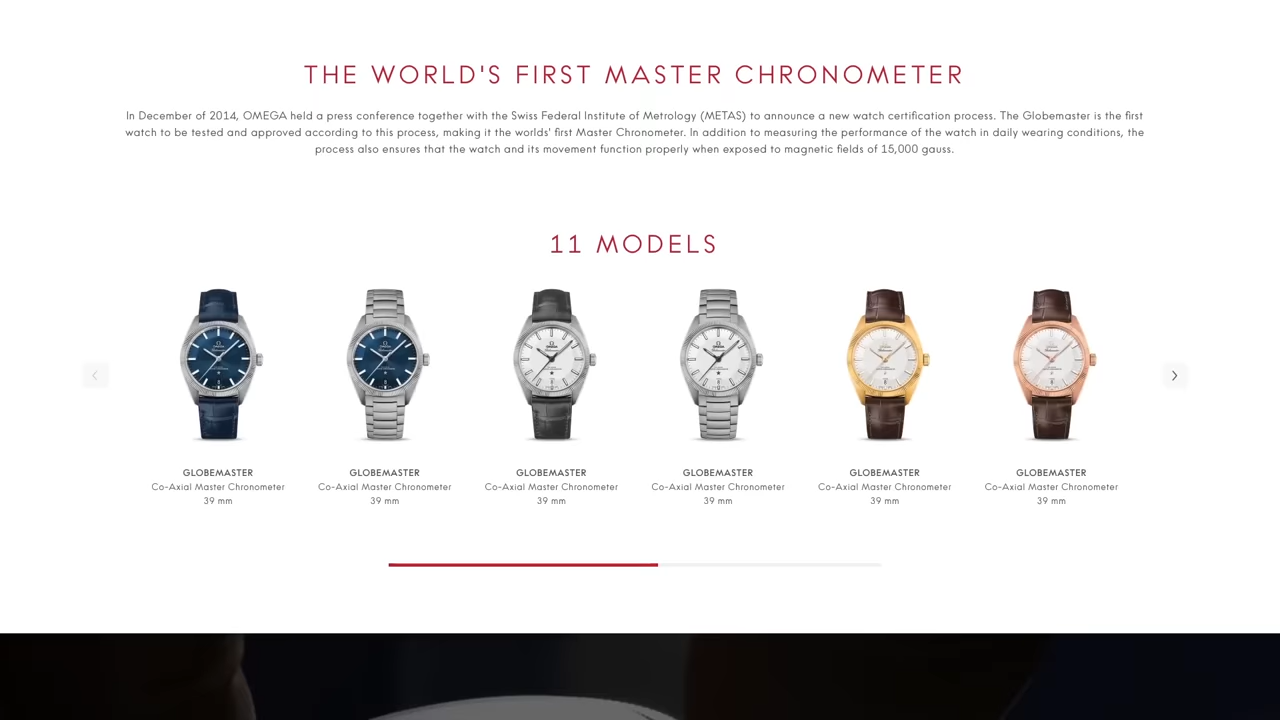 THE WORLD'S FIRST MASTER CHRONOMETER
In December of 2014, OMEGA held a press conference together with the Swiss Federal Institute of Metrology (METAS) to announce a new watch certification process. The Globemaster is the first
watch to be tested and approved according to this process, making it the worlds' first Master Chronometer. In addition to measuring the performance of the watch in daily wearing conditions, the
process also ensures that the watch and its movement function properly when exposed to magnetic fields of 15,000 gauss.
11 MODELS
GLOBEMASTER
Co-Axial Master Chronometer
39 mm
GLOBEMASTER
Co-Axial Master Chronometer
39 mm
GLOBEMASTER
Co-Axial Master Chronometer
39 mm
GLOBEMASTER
Co-Axial Master Chronometer
39 mm
GLOBEMASTER
Co-Axial Master Chronometer
39 mm
GLOBEMASTER
Co-Axial Master Chronometer
39 mm